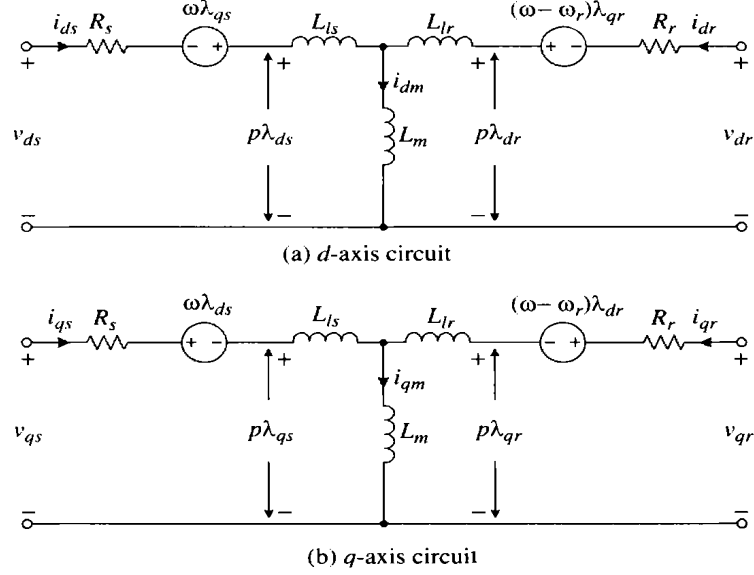 i_ds R_s ωλ_qs L_ls L_lr (ω− ω_r)λ_qr R_r i_dr
+ − + + + − +
i_dm
v_ds pλ_ds L_m pλ_dr v_dr
− − − −
(a) d-axis circuit
i_qs R_s ωλ_ds L_ls L_lr (ω− ω_r)λ_dr R_r i_qr
+ + − + + − + +
i_qm
v_qs pλ_qs L_m pλ_qr v_qr
− − − −
(b) q-axis circuit